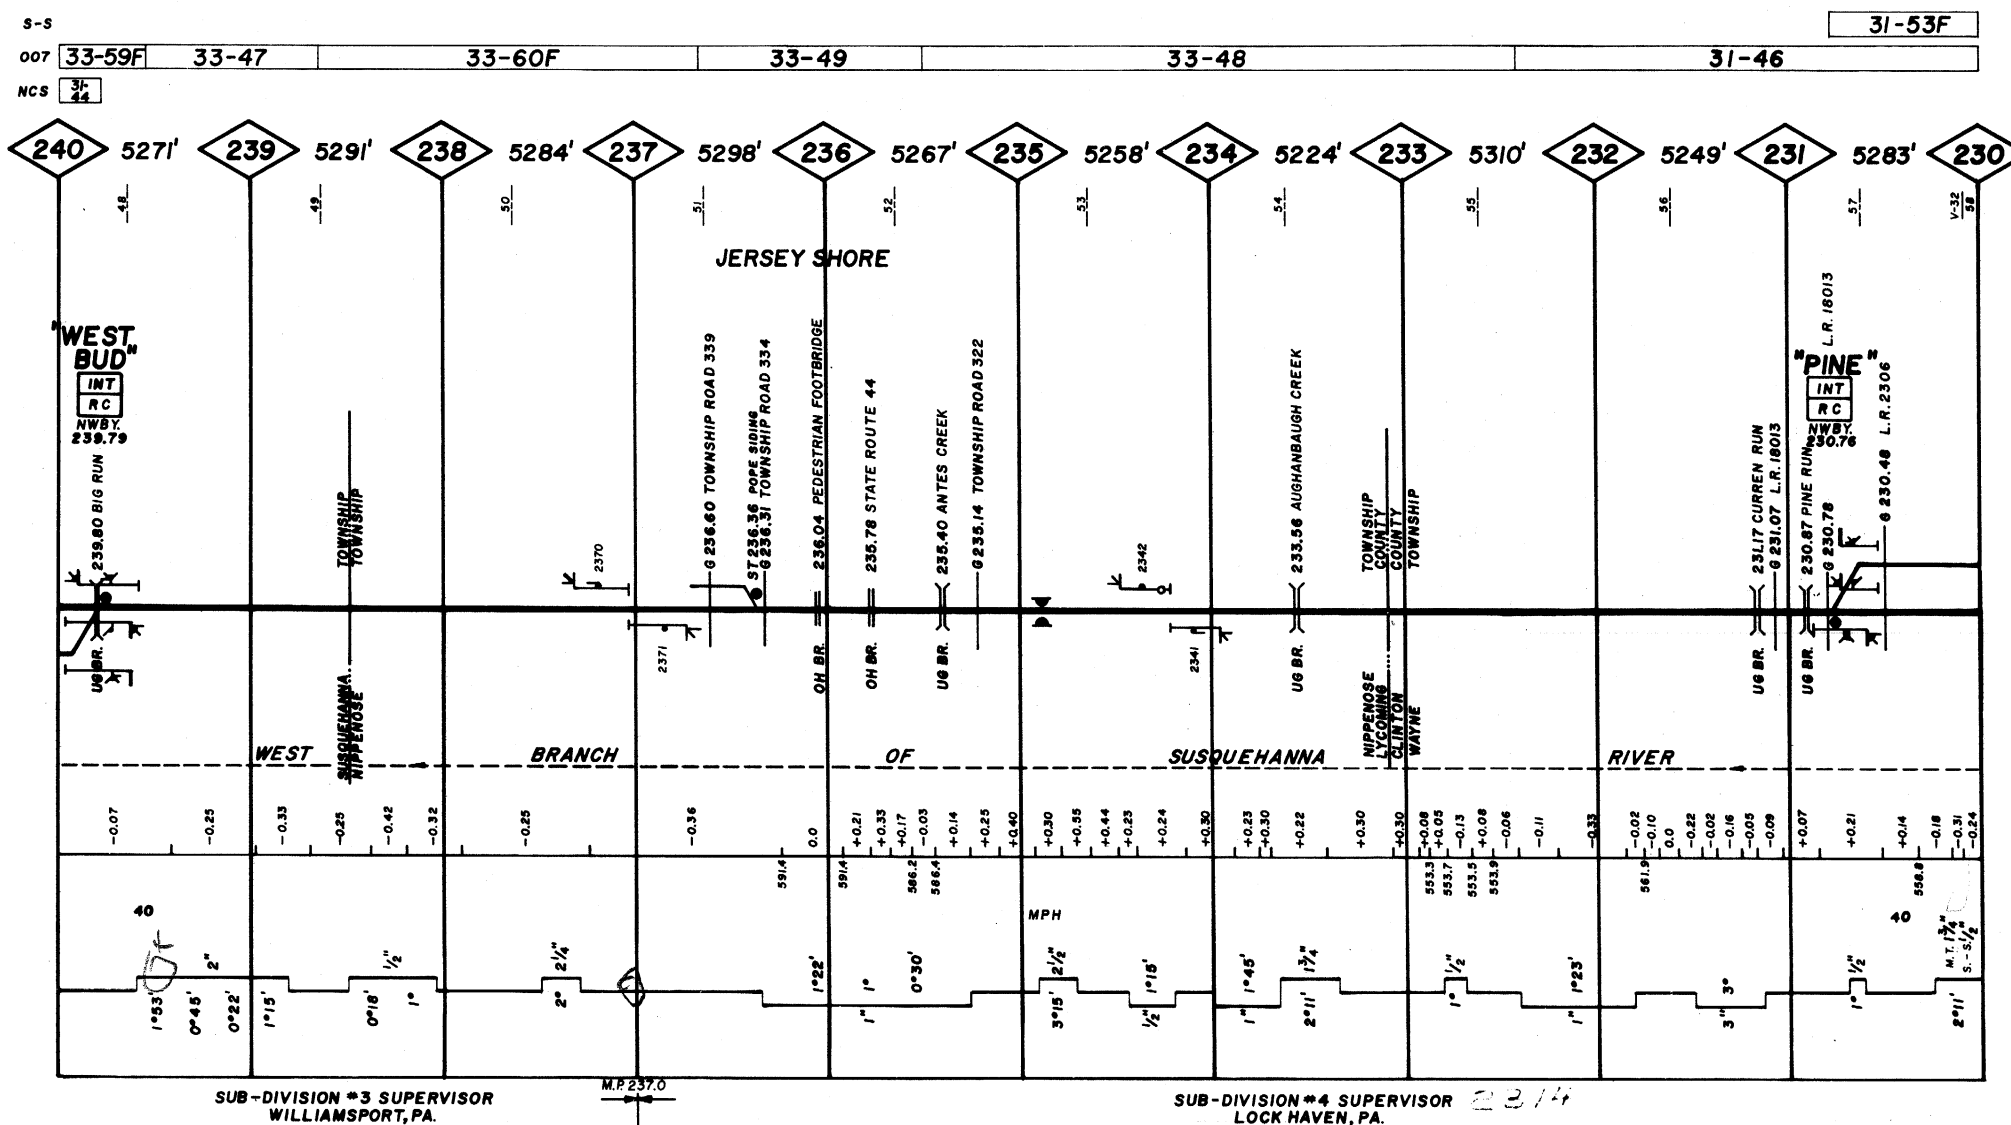 S-S
31-53F
OOT 33-59F 33-47 33-60F 33-49 33-48 31-46
NCS 31-44
240 5271' 239 5291' 238 5284' 237 5298' 236 5267' 235 5258' 234 5224' 233 5310' 232 5249' 231 5283' 230
48 49 50 51 52 53 54 55 56 57 V-32 58
JERSEY SHORE
"WEST BUD"
INT
RC
NWBY.
239.79
239.80 BIG RUN
UG BR.
TOWNSHIP
TOWNSHIP
SUSQUEHANNA
NIPPENOSE
2370
2371
G 236.60 TOWNSHIP ROAD 339
ST 236.36 POPE SIDING
G 236.31 TOWNSHIP ROAD 334
236.04 PEDESTRIAN FOOTBRIDGE
OH BR.
235.78 STATE ROUTE 44
OH BR.
235.40 ANTES CREEK
UG BR.
G 235.14 TOWNSHIP ROAD 322
2342
2341
233.56 AUGHANBAUGH CREEK
UG BR.
TOWNSHIP
COUNTY
COUNTY
TOWNSHIP
NIPPENOSE
LYCOMING
CLINTON
WAYNE
231.17 CURREN RUN
UG BR.
G 231.07 L.R. 18013
230.87 PINE RUN
UG BR.
G 230.78 L.R. 18013
"PINE"
INT
RC
NWBY.
230.76
G 230.48 L.R. 2306
WEST BRANCH OF SUSQUEHANNA RIVER
-0.07 -0.25 -0.33 -0.25 -0.42 -0.32 -0.25 -0.36 0.0 +0.21 +0.33 +0.17 -0.03 +0.14 +0.25 +0.40 +0.30 +0.55 +0.44 +0.23 +0.24 +0.30 +0.23 +0.30 +0.22 +0.30 +0.30 +0.08 +0.05 -0.13 +0.08 -0.06 -0.11 -0.33 -0.02 -0.10 0.0 -0.22 -0.02 -0.16 -0.05 -0.09 +0.07 +0.21 +0.14 -0.18 -0.31 -0.24
591.4 591.4 586.2 586.4 553.3 553.7 553.5 553.9 561.9 558.8
40 MPH 40
2" 1/2" 2 1/4" 1°22' 1° 0°30' 2 1/2" 1°15' 1°45' 1 3/4" 1/2" 1°23' 3° 1/2" M.T. 1 3/4" S.-S. 1/2"
1°53' 0°45' 0°22' 1°15' 0°18' 1° 2° 1" 3°15' 1/2" 1" 2°11' 1° 1" 3" 1° 2°11'
M.P. 237.0
SUB-DIVISION #3 SUPERVISOR
WILLIAMSPORT, PA.
SUB-DIVISION #4 SUPERVISOR 2314
LOCK HAVEN, PA.